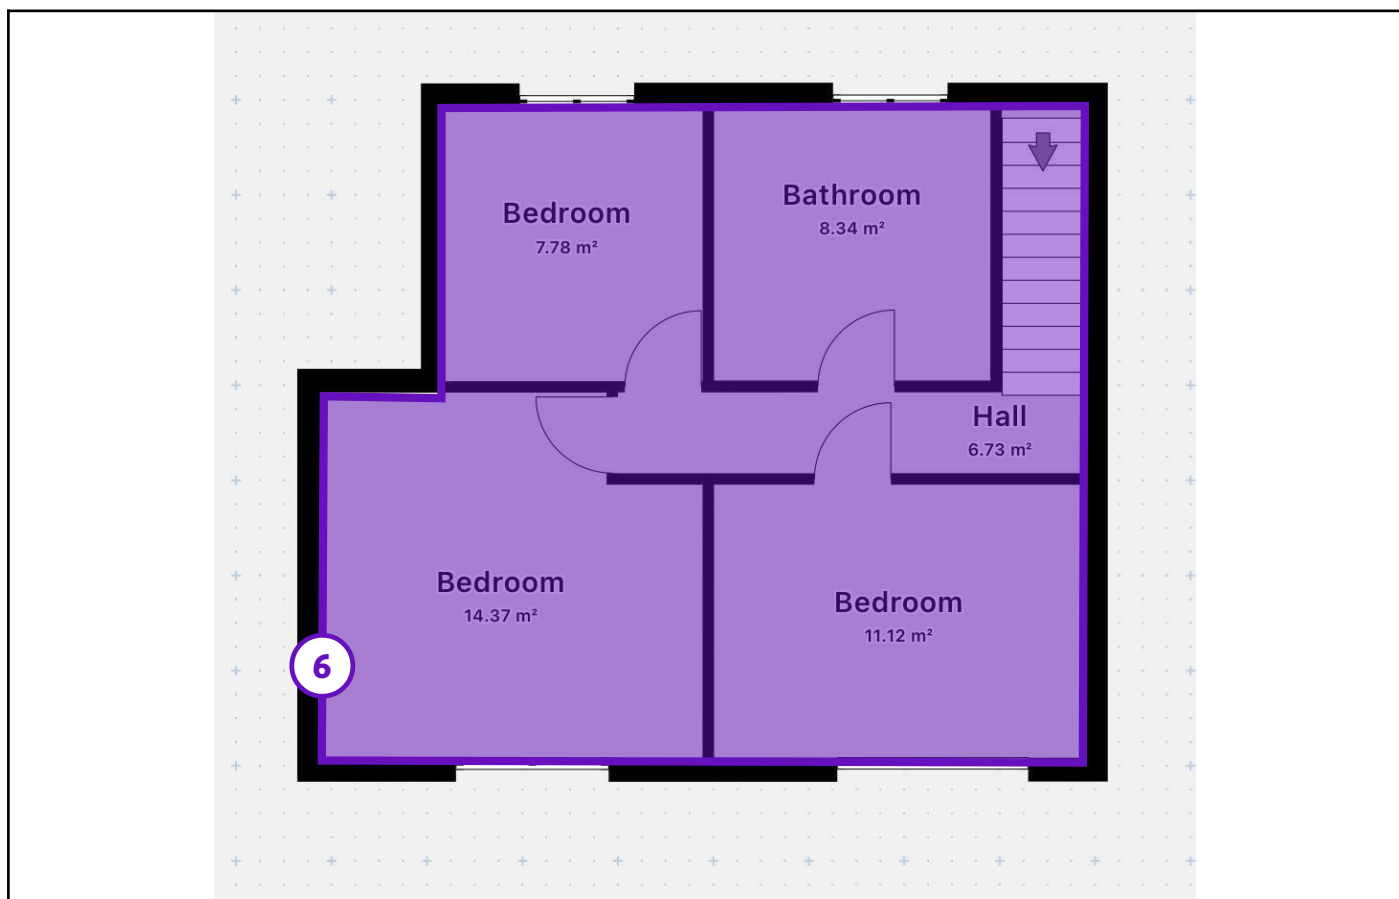 Bedroom
7.78 m²
Bathroom
8.34 m²
Hall
6.73 m²
Bedroom
14.37 m²
Bedroom
11.12 m²
6